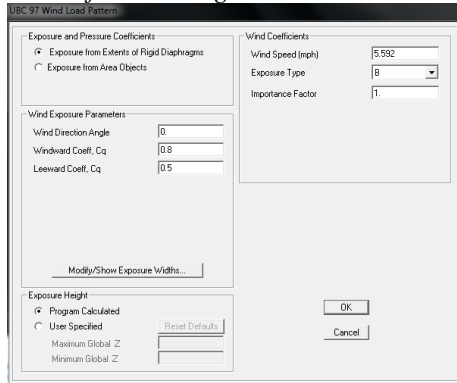 UBC 97 Wind Load Pattern
Exposure and Pressure Coefficients
Exposure from Extents of Rigid Diaphragms
Exposure from Area Objects
Wind Exposure Parameters
Wind Direction Angle 0.
Windward Coeff, Cq 0.8
Leeward Coeff, Cq 0.5
Modify/Show Exposure Widths...
Exposure Height
Program Calculated
User Specified Reset Defaults
Maximum Global Z
Minimum Global Z
Wind Coefficients
Wind Speed (mph) 5.592
Exposure Type B
Importance Factor 1.
OK
Cancel